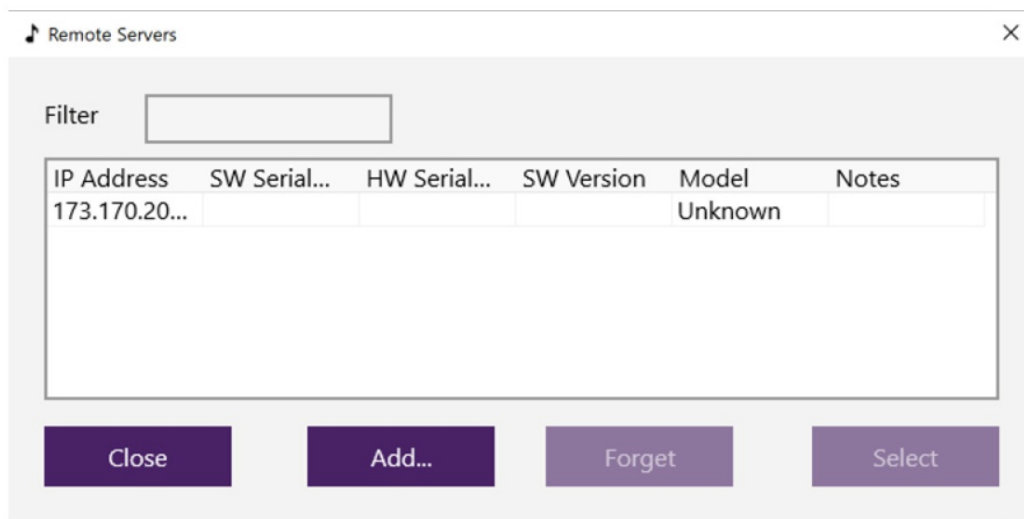 Remote Servers
Filter
IP Address SW Serial... HW Serial... SW Version Model Notes
173.170.20... Unknown
Close Add... Forget Select